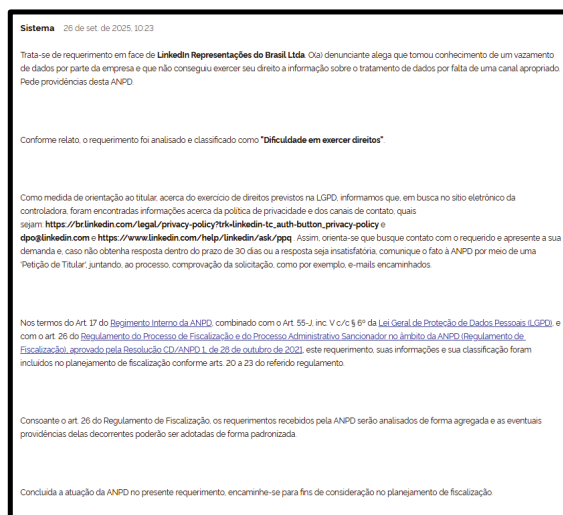 Sistema 26 de set. de 2025, 10:23
Trata-se de requerimento em face de LinkedIn Representações do Brasil Ltda. O(a) denunciante alega que tomou conhecimento de um vazamento
de dados por parte da empresa e que não conseguiu exercer seu direito a informação sobre o tratamento de dados por falta de uma canal apropriado.
Pede providências desta ANPD.
Conforme relato, o requerimento foi analisado e classificado como "Dificuldade em exercer direitos".
Como medida de orientação ao titular, acerca do exercício de direitos previstos na LGPD, informamos que, em busca no sítio eletrônico da
controladora, foram encontradas informações acerca da política de privacidade e dos canais de contato, quais
sejam: https://br.linkedin.com/legal/privacy-policy?trk=linkedin-tc_auth-button_privacy-policy e
dpo@linkedin.com e https://www.linkedin.com/help/linkedin/ask/ppq . Assim, orienta-se que busque contato com o requerido e apresente a sua
demanda e, caso não obtenha resposta dentro do prazo de 30 dias ou a resposta seja insatisfatória, comunique o fato à ANPD por meio de uma
'Petição de Titular', juntando, ao processo, comprovação da solicitação, como por exemplo, e-mails encaminhados.
Nos termos do Art. 17 do Regimento Interno da ANPD, combinado com o Art. 55-J, inc. V c/c § 6º da Lei Geral de Proteção de Dados Pessoais (LGPD), e
com o art. 26 do Regulamento do Processo de Fiscalização e do Processo Administrativo Sancionador no âmbito da ANPD (Regulamento de
Fiscalização), aprovado pela Resolução CD/ANPD 1, de 28 de outubro de 2021, este requerimento, suas informações e sua classificação foram
incluídos no planejamento de fiscalização conforme arts. 20 a 23 do referido regulamento.
Consoante o art. 26 do Regulamento de Fiscalização, os requerimentos recebidos pela ANPD serão analisados de forma agregada e as eventuais
providências delas decorrentes poderão ser adotadas de forma padronizada.
Concluída a atuação da ANPD no presente requerimento, encaminhe-se para fins de consideração no planejamento de fiscalização.